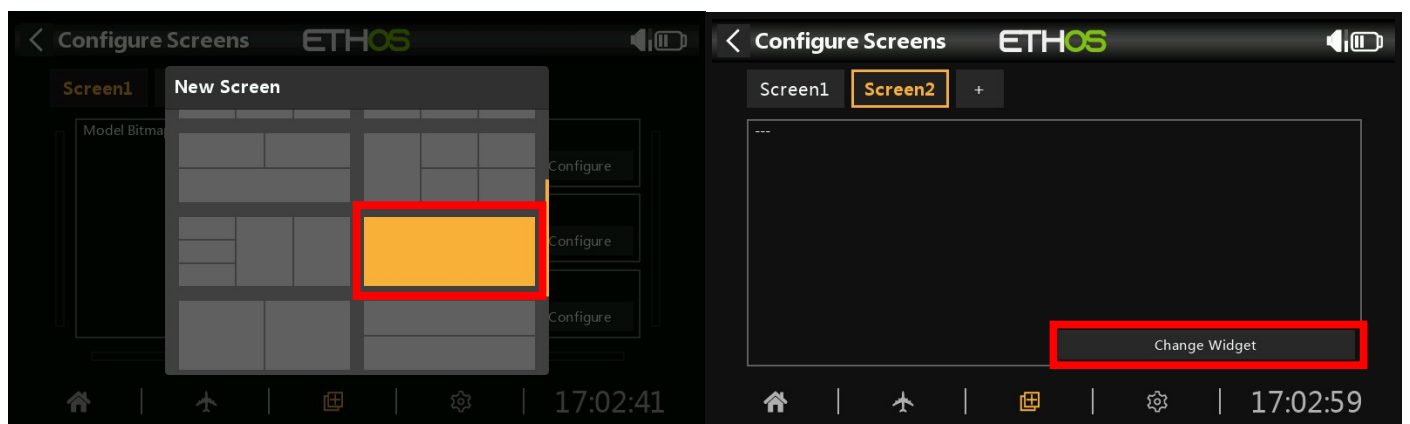 Configure Screens ETHOS
Screen1
New Screen
Model Bitma
Configure
Configure
Configure
17:02:41
Configure Screens ETHOS
Screen1 Screen2 +
---
Change Widget
17:02:59